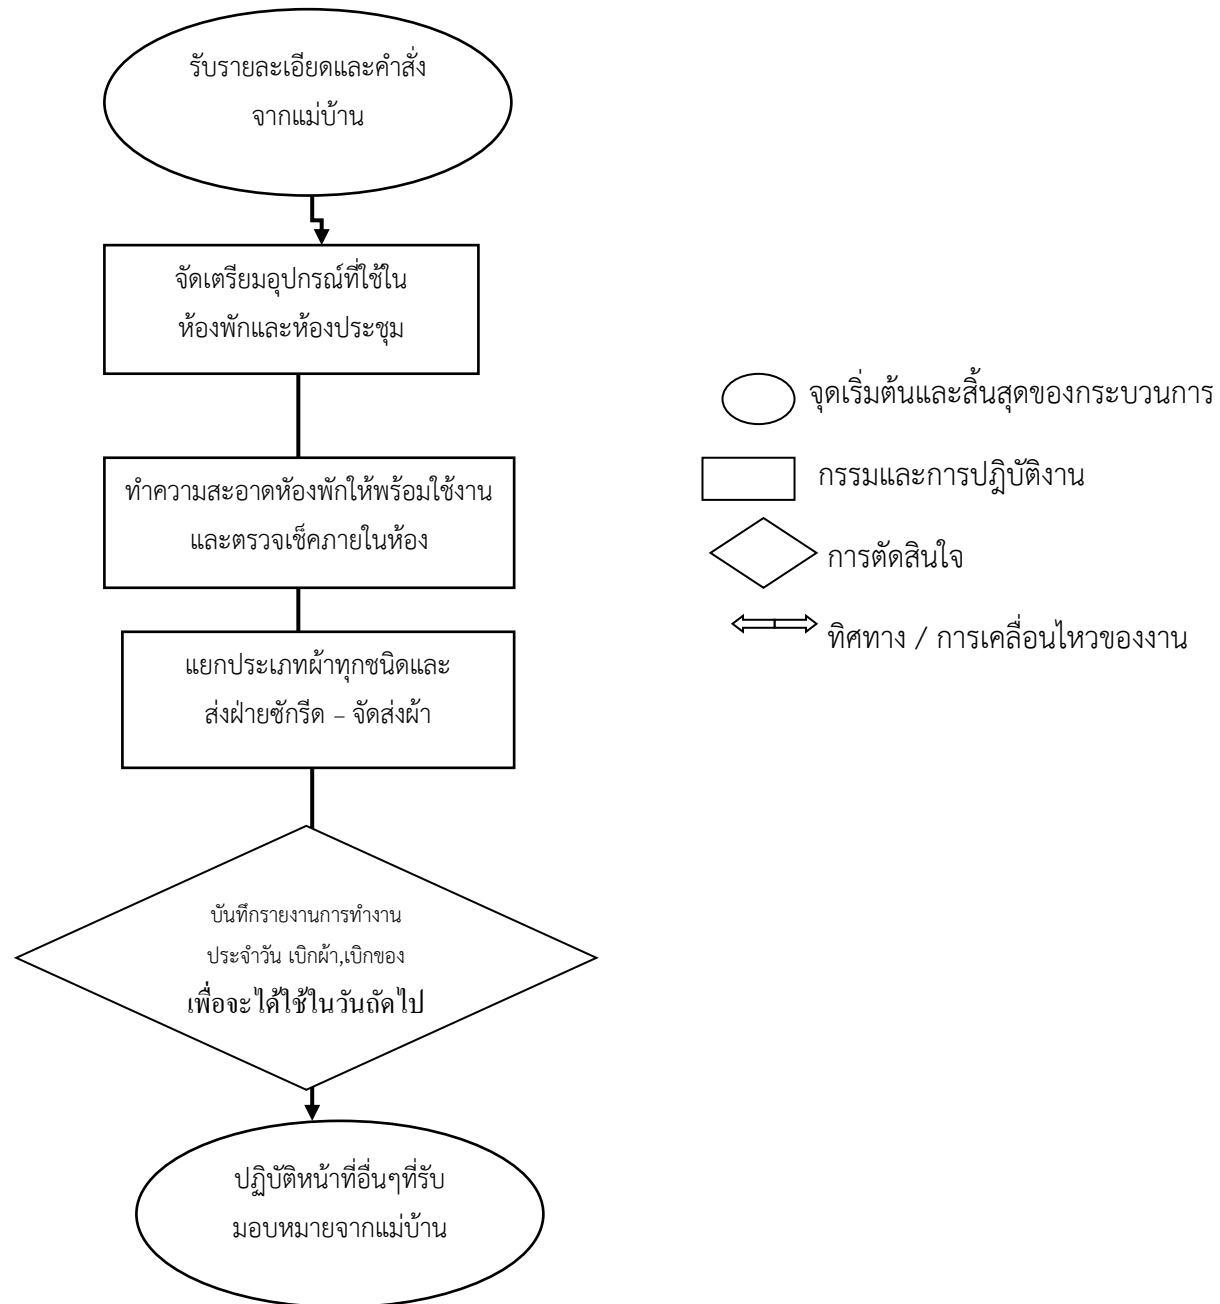 รับรายละเอียดและคำสั่ง
จากแม่บ้าน
จัดเตรียมอุปกรณ์ที่ใช้ใน
ห้องพักและห้องประชุม
ทำความสะอาดห้องพักให้พร้อมใช้งาน
และตรวจเช็คภายในห้อง
แยกประเภทผ้าทุกชนิดและ
ส่งฝ่ายซักรีด – จัดส่งผ้า
บันทึกรายงานการทำงาน
ประจำวัน เบิกผ้า,เบิกของ
เพื่อจะได้ใช้ในวันถัดไป
ปฏิบัติหน้าที่อื่นๆที่รับ
มอบหมายจากแม่บ้าน
จุดเริ่มต้นและสิ้นสุดของกระบวนการ
กรรมและการปฎิบัติงาน
การตัดสินใจ
ทิศทาง / การเคลื่อนไหวของงาน